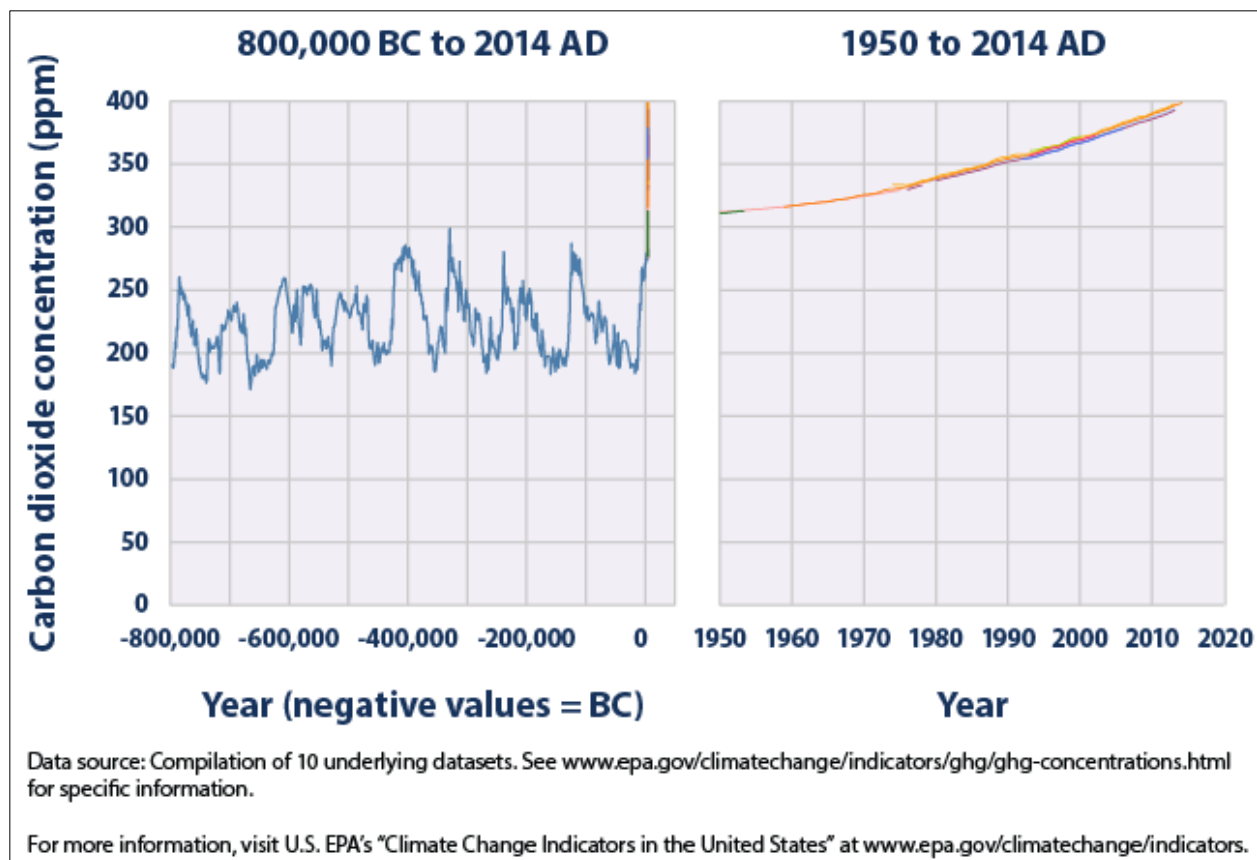 800,000 BC to 2014 AD
1950 to 2014 AD
Carbon dioxide concentration (ppm)
400
350
300
250
200
150
100
50
0
-800,000
-600,000
-400,000
-200,000
0
1950
1960
1970
1980
1990
2000
2010
2020
Year (negative values = BC)
Year
Data source: Compilation of 10 underlying datasets. See www.epa.gov/climatechange/indicators/ghg/ghg-concentrations.html
for specific information.
For more information, visit U.S. EPA's “Climate Change Indicators in the United States” at www.epa.gov/climatechange/indicators.